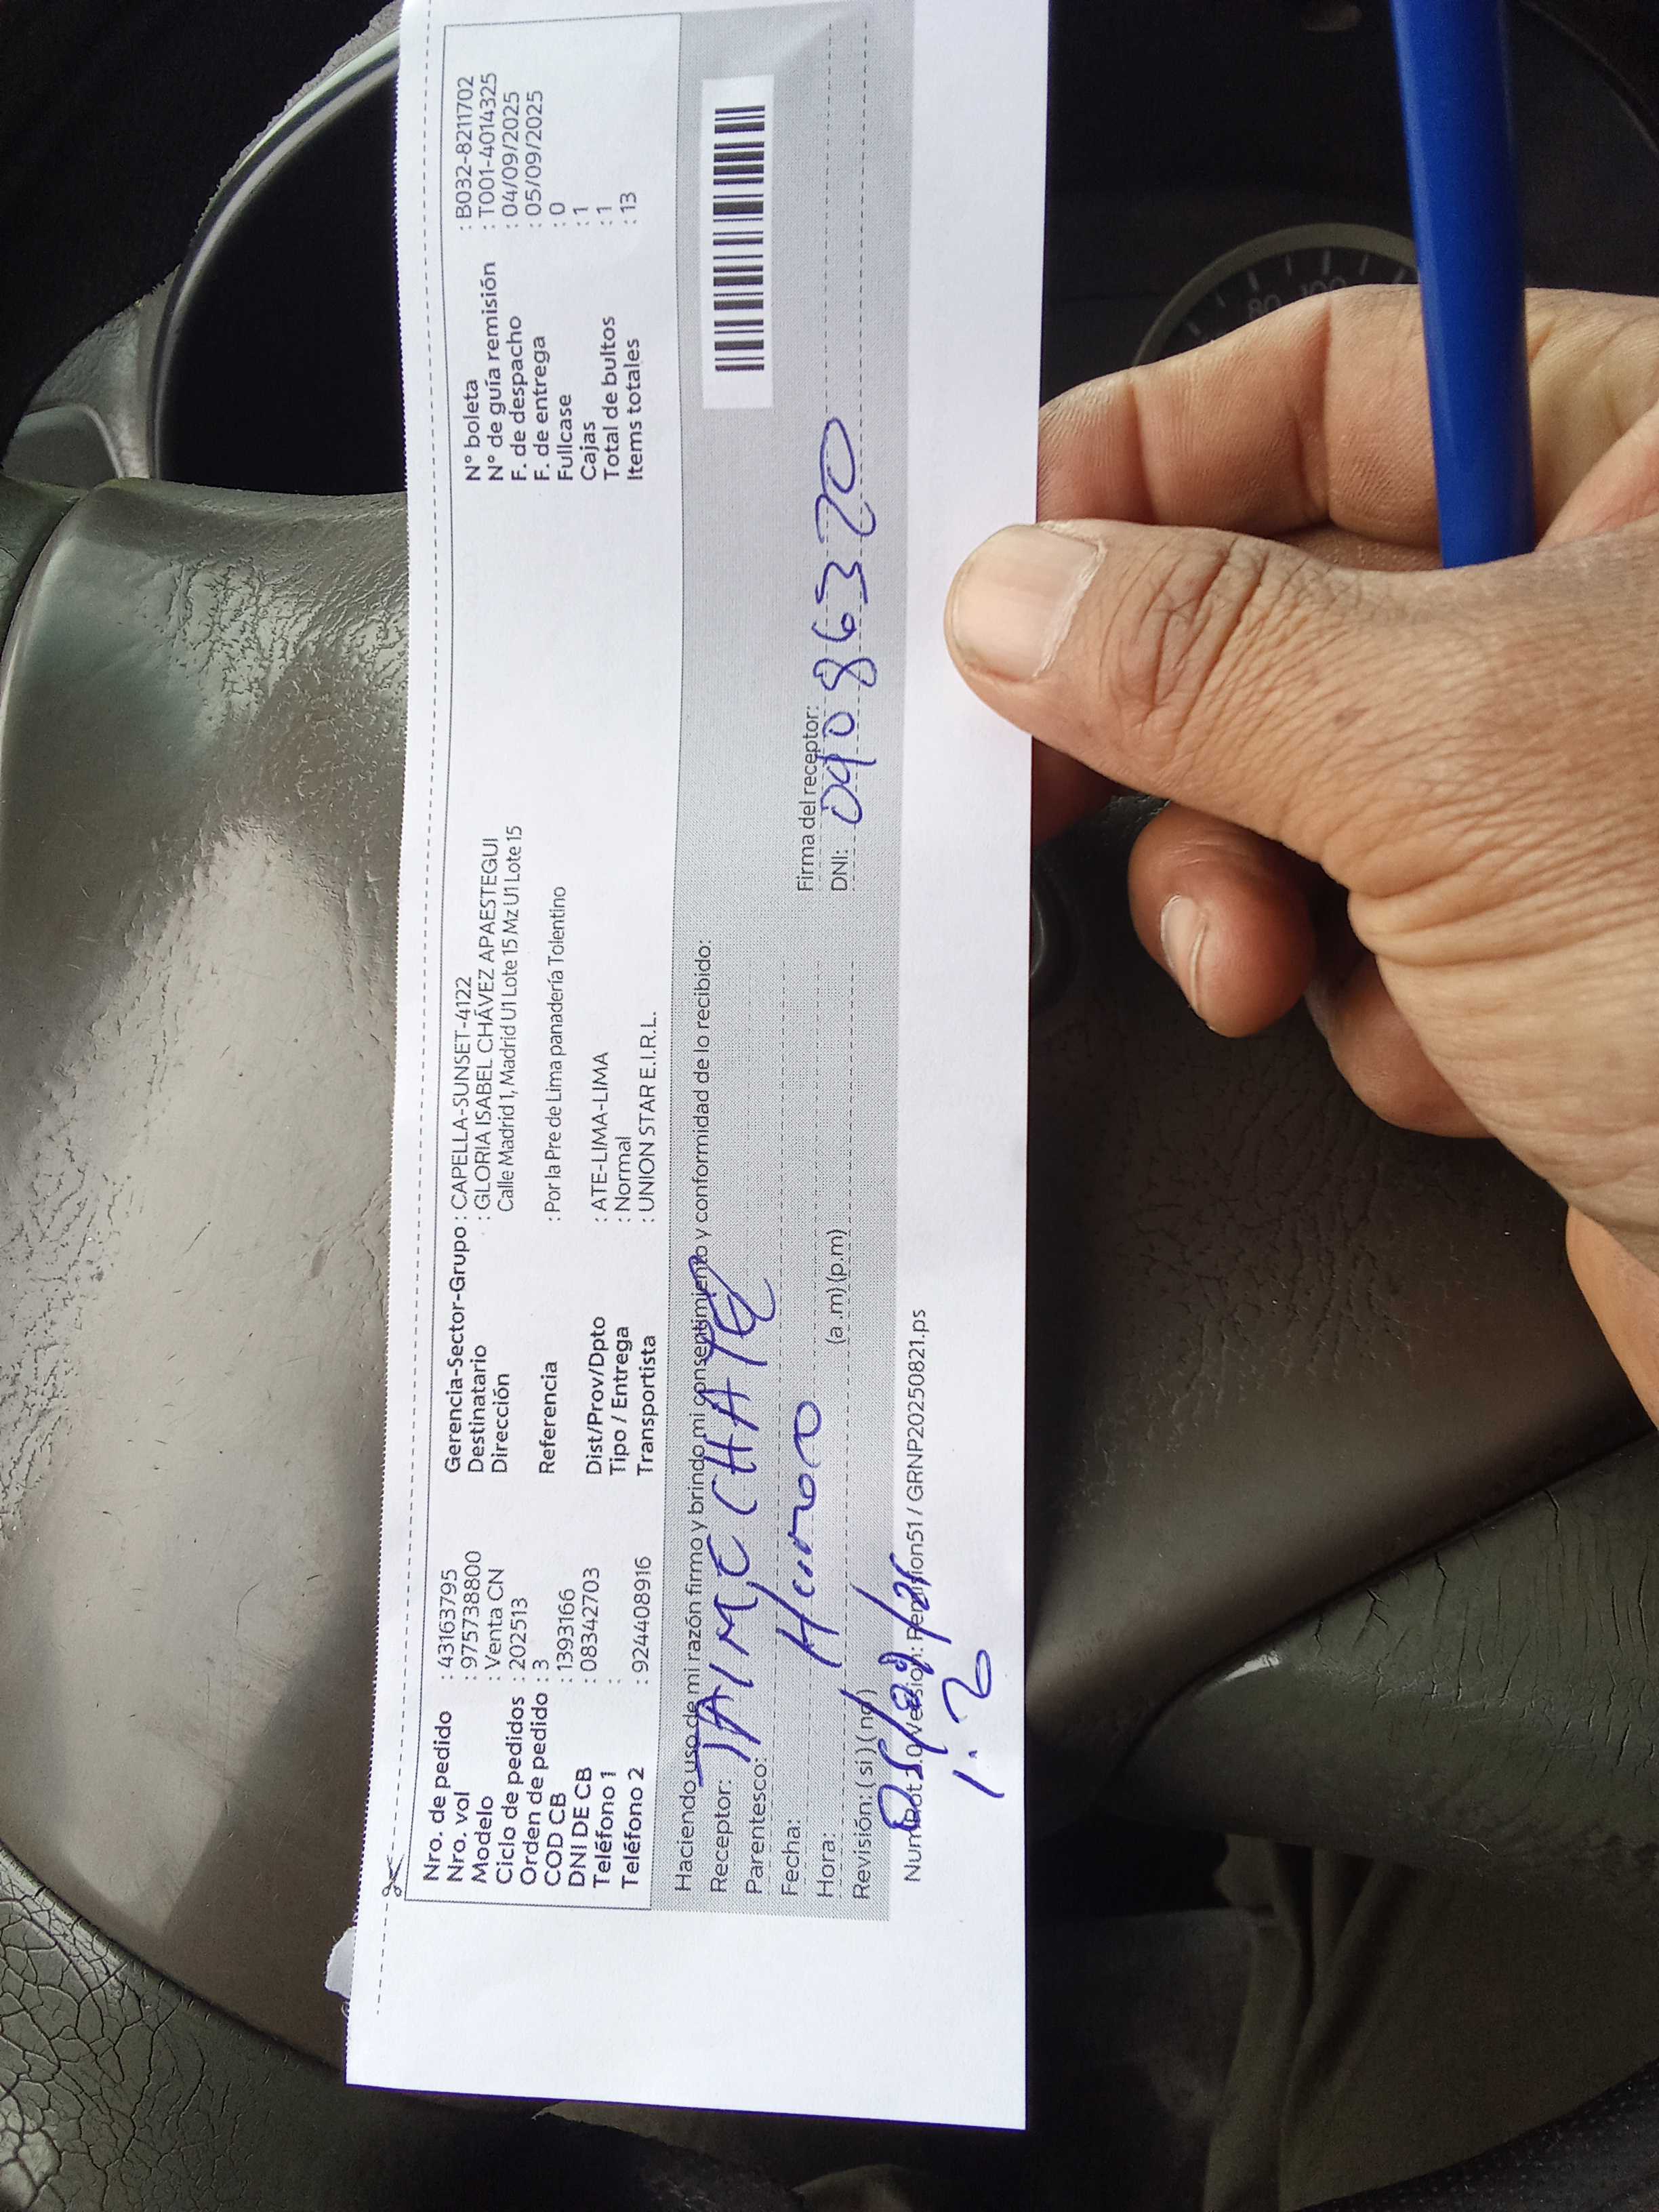 Nro. de pedido : 43163795
Nro. vol : 975738800
Modelo : Venta CN
Ciclo de pedidos : 202513
Orden de pedido : 3
COD CB : 1393166
DNI DE CB : 08342703
Teléfono 1 :
Teléfono 2 : 924408916
Gerencia-Sector-Grupo : CAPELLA-SUNSET-4122
Destinatario : GLORIA ISABEL CHÁVEZ APAESTEGUI
Dirección Calle Madrid 1, Madrid U1 Lote 15 Mz U1 Lote 15
Referencia : Por la Pre de Lima panadería Tolentino
Dist/Prov/Dpto : ATE-LIMA-LIMA
Tipo / Entrega : Normal
Transportista : UNION STAR E.I.R.L.
N° boleta : B032-8211702
N° de guía remisión : T001-4014325
F. de despacho : 04/09/2025
F. de entrega : 05/09/2025
Fullcase : 0
Cajas : 1
Total de bultos : 1
Items totales : 13
Haciendo uso de mi razón firmo y brindo mi consentimiento y conformidad de lo recibido:
Receptor: JAIME CHATE
Parentesco:
Fecha: Hermano
Hora: (a.m) (p.m)
Revisión: ( si ) ( no )
Firma del receptor:
DNI: 09086320
05/09/25
1:20
80 100